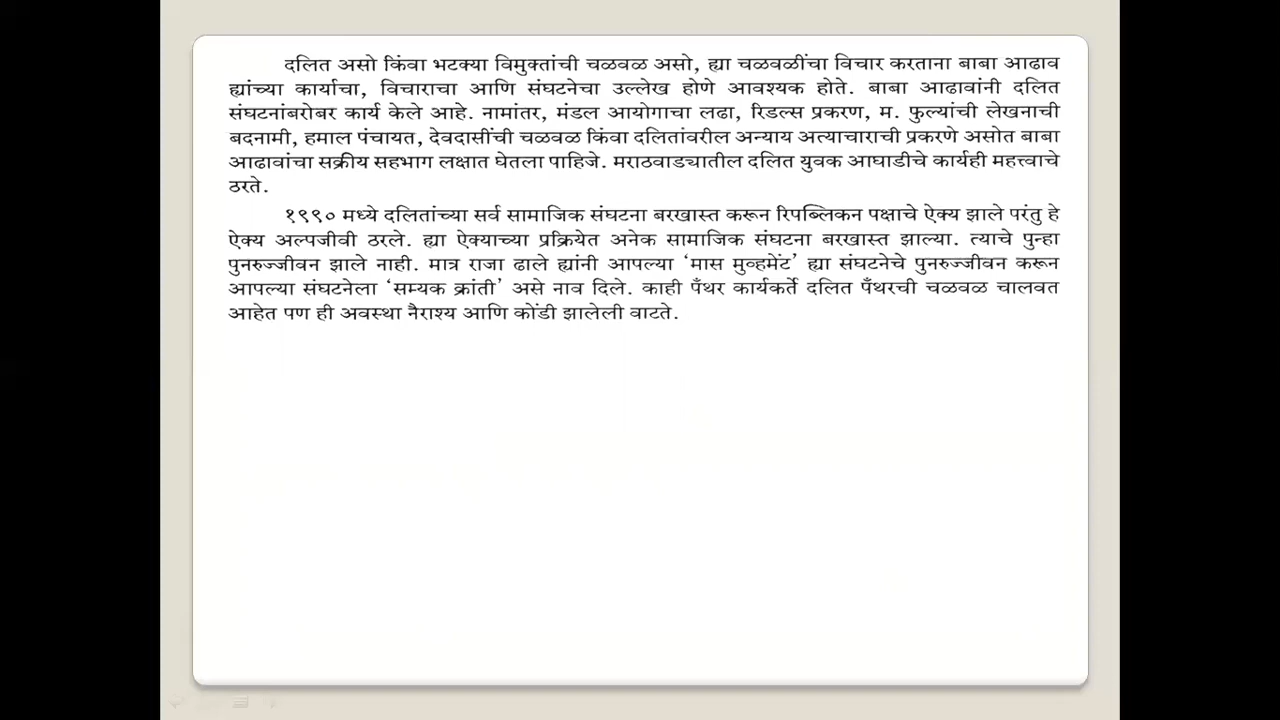 दलित असो किंवा भटक्या विमुक्तांची चळवळ असो, ह्या चळवळींचा विचार करताना बाबा आढाव
ह्यांच्या कार्याचा, विचाराचा आणि संघटनेचा उल्लेख होणे आवश्यक होते. बाबा आढावांनी दलित
संघटनांबरोबर कार्य केले आहे. नामांतर, मंडल आयोगाचा लढा, रिडल्स प्रकरण, म. फुल्यांची लेखनाची
बदनामी, हमाल पंचायत, देवदासींची चळवळ किंवा दलितांवरील अन्याय अत्याचाराची प्रकरणे असोत बाबा
आढावांचा सक्रीय सहभाग लक्षात घेतला पाहिजे. मराठवाड्यातील दलित युवक आघाडीचे कार्यही महत्त्वाचे
ठरते.
१९९० मध्ये दलितांच्या सर्व सामाजिक संघटना बरखास्त करून रिपब्लिकन पक्षाचे ऐक्य झाले परंतु हे
ऐक्य अल्पजीवी ठरले. ह्या ऐक्याच्या प्रक्रियेत अनेक सामाजिक संघटना बरखास्त झाल्या. त्याचे पुन्हा
पुनरुज्जीवन झाले नाही. मात्र राजा ढाले ह्यांनी आपल्या ‘मास मुव्हमेंट’ ह्या संघटनेचे पुनरुज्जीवन करून
आपल्या संघटनेला ‘सम्यक क्रांती’ असे नाव दिले. काही पँथर कार्यकर्ते दलित पँथरची चळवळ चालवत
आहेत पण ही अवस्था नैराश्य आणि कोंडी झालेली वाटते.